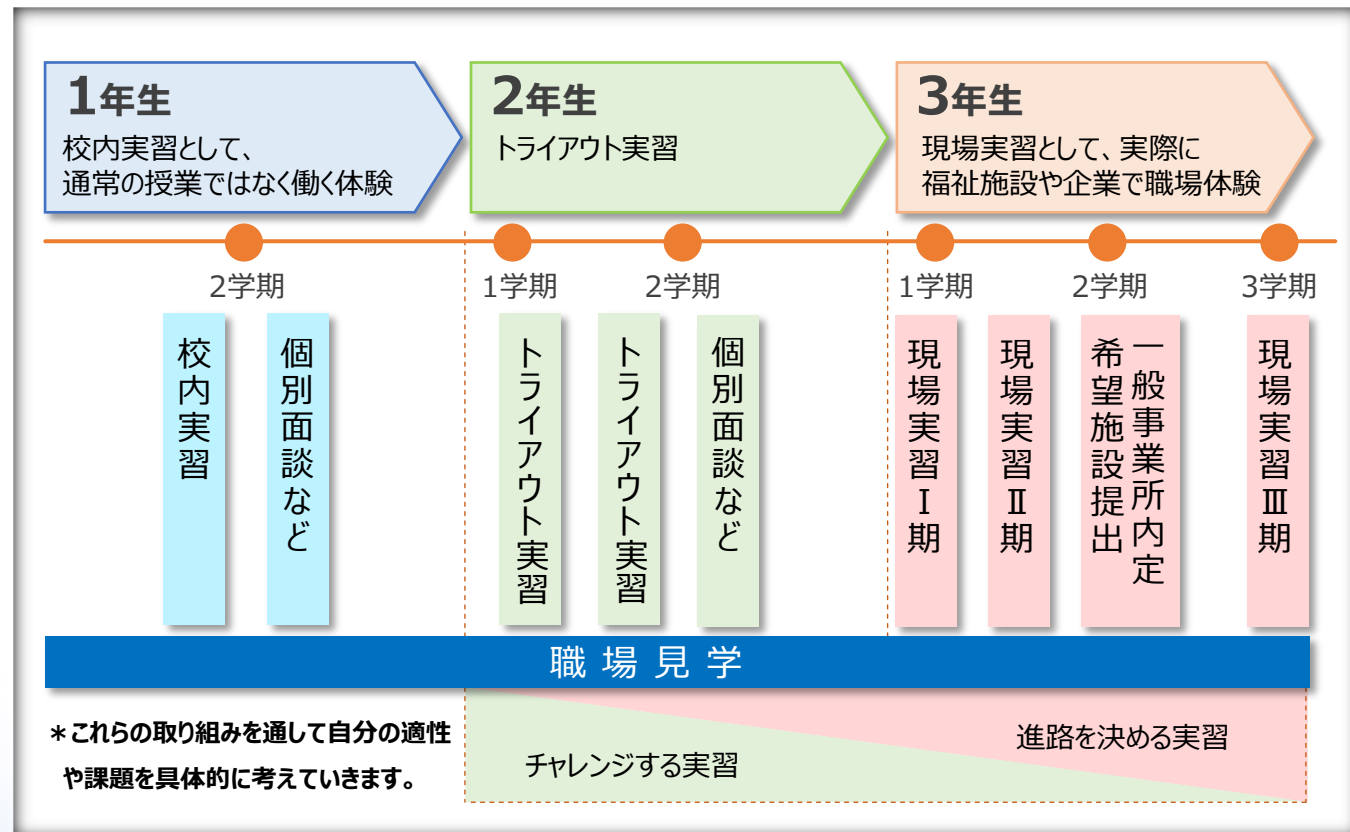 1年生
校内実習として、
通常の授業ではなく働く体験
2年生
トライアウト実習
3年生
現場実習として、実際に
福祉施設や企業で職場体験
2学期
1学期
2学期
1学期
2学期
3学期
校内実習
個別面談など
トライアウト実習
トライアウト実習
個別面談など
現場実習Ⅰ期
現場実習Ⅱ期
一般事業所内定
希望施設提出
現場実習Ⅲ期
職場見学
＊これらの取り組みを通して自分の適性
や課題を具体的に考えていきます。
チャレンジする実習
進路を決める実習